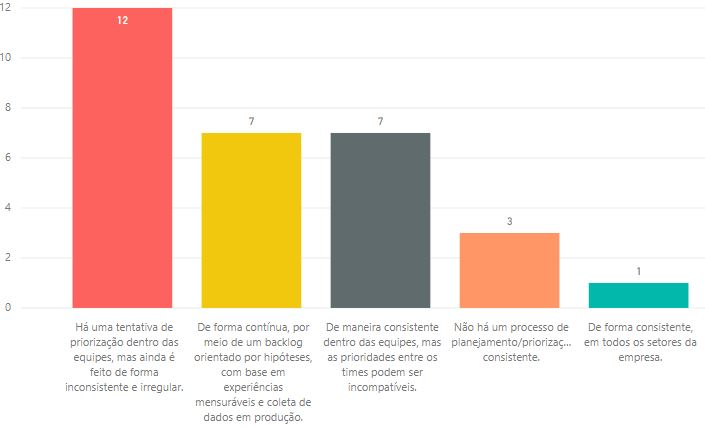 12
10
8
6
4
2
0
12
7
7
3
1
Há uma tentativa de
priorização dentro das
equipes, mas ainda é
feito de forma
inconsistente e irregular.
De forma contínua, por
meio de um backlog
orientado por hipóteses,
com base em
experiências
mensuráveis e coleta de
dados em produção.
De maneira consistente
dentro das equipes, mas
as prioridades entre os
times podem ser
incompatíveis.
Não há um processo de
planejamento/priorizaç...
consistente.
De forma consistente,
em todos os setores da
empresa.